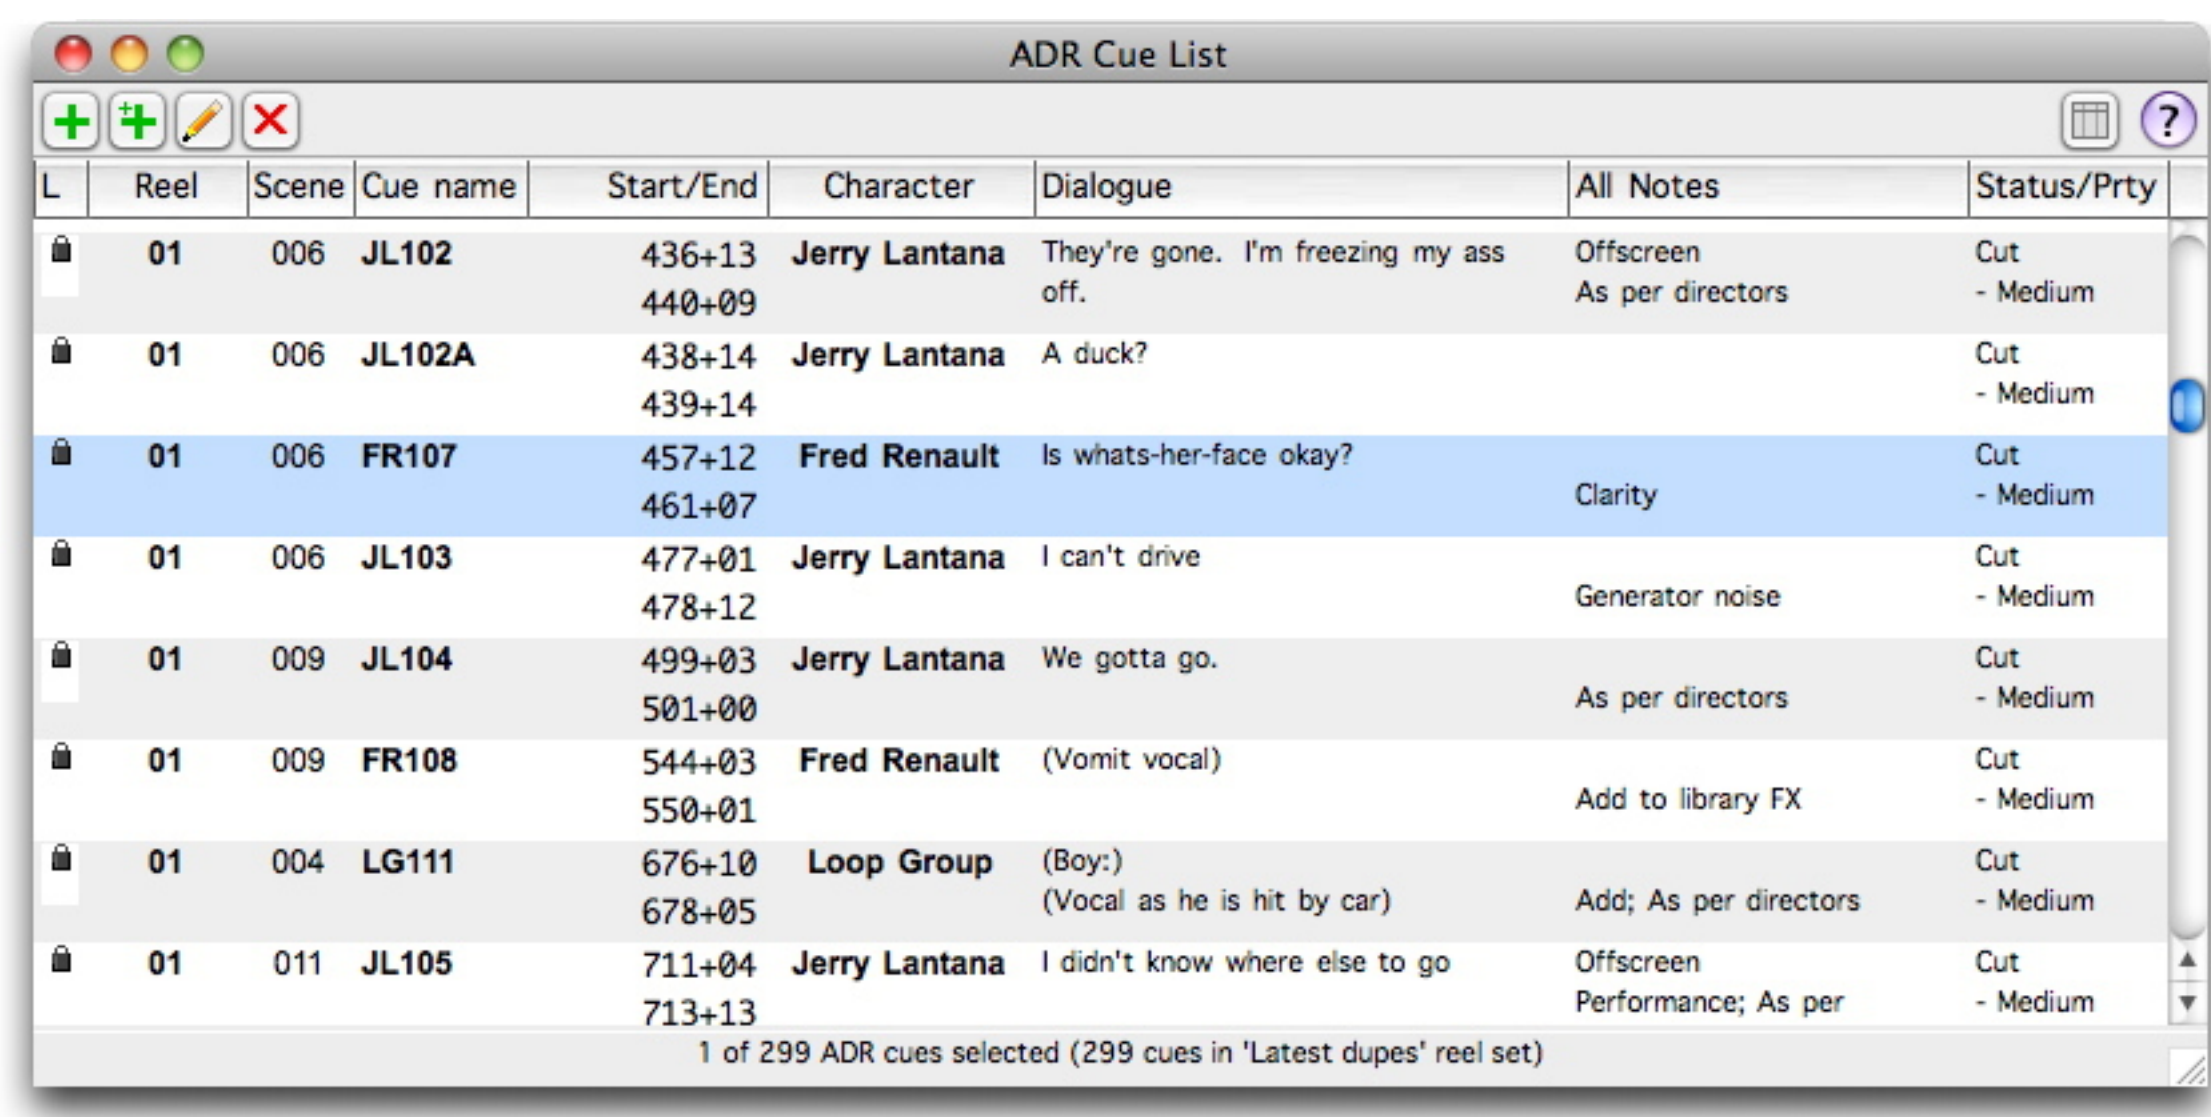 ADR Cue List
?
L Reel Scene Cue name Start/End Character Dialogue All Notes Status/Prty
01 006 JL102 436+13 Jerry Lantana They're gone. I'm freezing my ass Offscreen Cut
440+09 off. As per directors - Medium
01 006 JL102A 438+14 Jerry Lantana A duck? Cut
439+14 - Medium
01 006 FR107 457+12 Fred Renault Is whats-her-face okay? Cut
461+07 Clarity - Medium
01 006 JL103 477+01 Jerry Lantana I can't drive Cut
478+12 Generator noise - Medium
01 009 JL104 499+03 Jerry Lantana We gotta go. Cut
501+00 As per directors - Medium
01 009 FR108 544+03 Fred Renault (Vomit vocal) Cut
550+01 Add to library FX - Medium
01 004 LG111 676+10 Loop Group (Boy:) Cut
678+05 (Vocal as he is hit by car) Add; As per directors - Medium
01 011 JL105 711+04 Jerry Lantana I didn't know where else to go Offscreen Cut
713+13 Performance; As per - Medium
1 of 299 ADR cues selected (299 cues in 'Latest dupes' reel set)